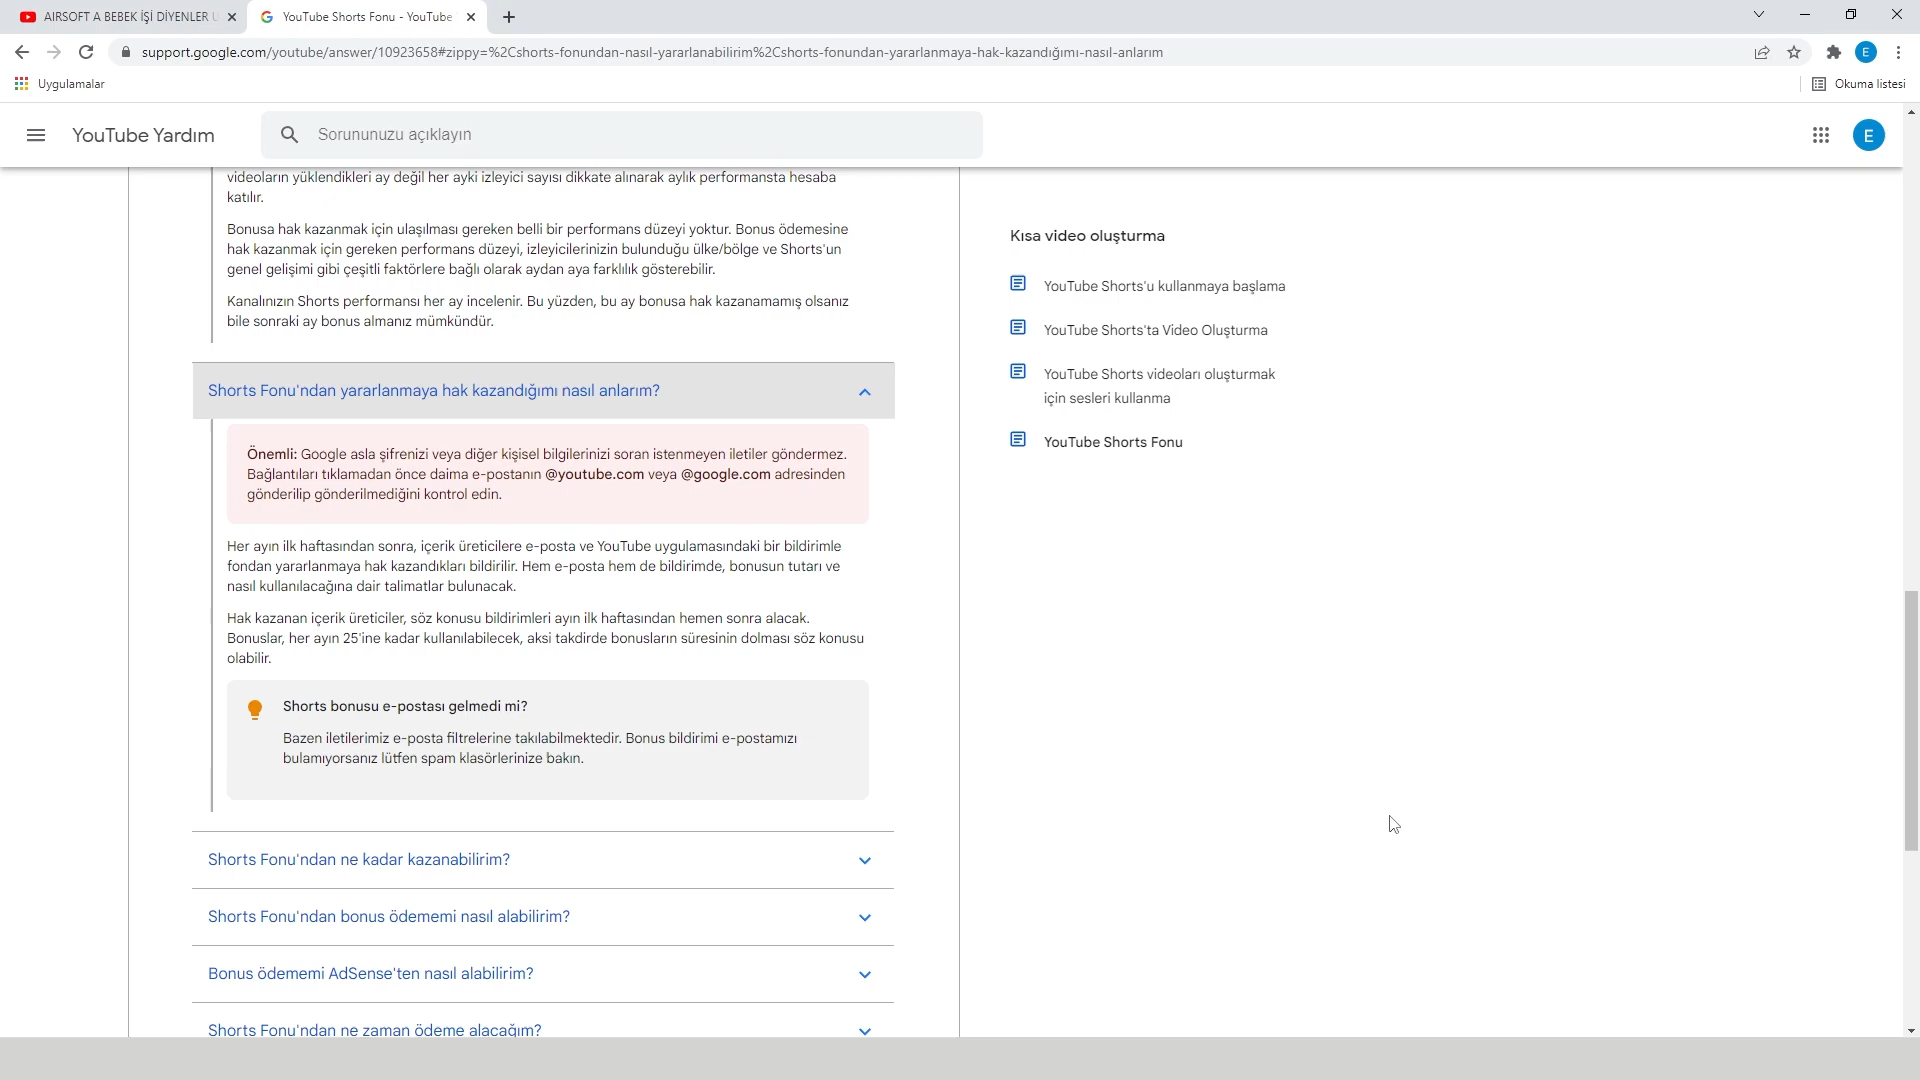 AIRSOFT A BEBEK İŞİ DİYENLER
YouTube Shorts Fonu - YouTube
support.google.com/youtube/answer/10923658#zippy=%2Cshorts-fonundan-nasıl-yararlanabilirim%2Cshorts-fonundan-yararlanmaya-hak-kazandığımı-nasıl-anlarım
E
Uygulamalar
Okuma listesi
YouTube Yardım
Sorununuzu açıklayın
E
videoların yüklendikleri ay değil her ayki izleyici sayısı dikkate alınarak aylık performansta hesaba
katılır.
Bonusa hak kazanmak için ulaşılması gereken belli bir performans düzeyi yoktur. Bonus ödemesine
hak kazanmak için gereken performans düzeyi, izleyicilerinizin bulunduğu ülke/bölge ve Shorts'un
genel gelişimi gibi çeşitli faktörlere bağlı olarak aydan aya farklılık gösterebilir.
Kanalınızın Shorts performansı her ay incelenir. Bu yüzden, bu ay bonusa hak kazanamamış olsanız
bile sonraki ay bonus almanız mümkündür.
Shorts Fonu'ndan yararlanmaya hak kazandığımı nasıl anlarım?
Önemli: Google asla şifrenizi veya diğer kişisel bilgilerinizi soran istenmeyen iletiler göndermez.
Bağlantıları tıklamadan önce daima e-postanın @youtube.com veya @google.com adresinden
gönderilip gönderilmediğini kontrol edin.
Her ayın ilk haftasından sonra, içerik üreticilere e-posta ve YouTube uygulamasındaki bir bildirimle
fondan yararlanmaya hak kazandıkları bildirilir. Hem e-posta hem de bildirimde, bonusun tutarı ve
nasıl kullanılacağına dair talimatlar bulunacak.
Hak kazanan içerik üreticiler, söz konusu bildirimleri ayın ilk haftasından hemen sonra alacak.
Bonuslar, her ayın 25'ine kadar kullanılabilecek, aksi takdirde bonusların süresinin dolması söz konusu
olabilir.
Shorts bonusu e-postası gelmedi mi?
Bazen iletilerimiz e-posta filtrelerine takılabilmektedir. Bonus bildirimi e-postamızı
bulamıyorsanız lütfen spam klasörlerinize bakın.
Shorts Fonu'ndan ne kadar kazanabilirim?
Shorts Fonu'ndan bonus ödememi nasıl alabilirim?
Bonus ödememi AdSense'ten nasıl alabilirim?
Shorts Fonu'ndan ne zaman ödeme alacağım?
Kısa video oluşturma
YouTube Shorts'u kullanmaya başlama
YouTube Shorts'ta Video Oluşturma
YouTube Shorts videoları oluşturmak
için sesleri kullanma
YouTube Shorts Fonu